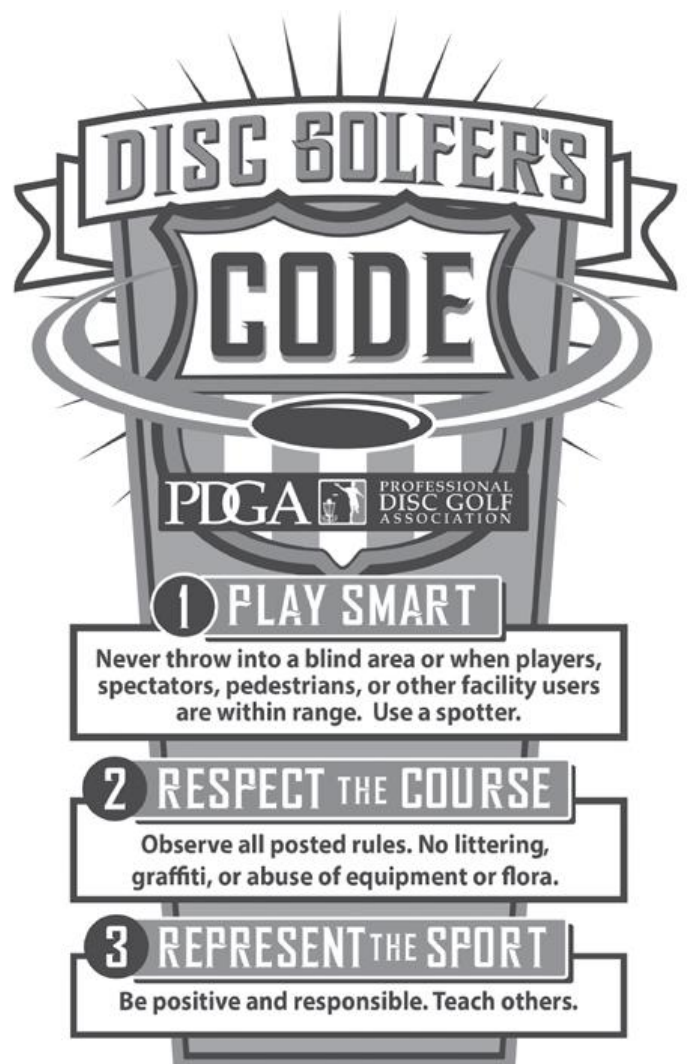 DISC GOLFER'S
CODE
PDGA PROFESSIONAL
DISC GOLF
ASSOCIATION
1 PLAY SMART
Never throw into a blind area or when players,
spectators, pedestrians, or other facility users
are within range. Use a spotter.
2 RESPECT THE COURSE
Observe all posted rules. No littering,
graffiti, or abuse of equipment or flora.
3 REPRESENT THE SPORT
Be positive and responsible. Teach others.